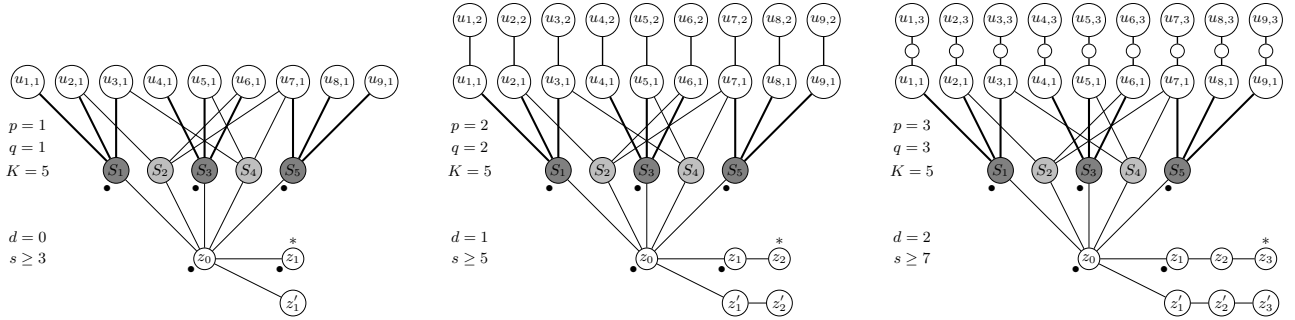 u1,2 u2,2 u3,2 u4,2 u5,2 u6,2 u7,2 u8,2 u9,2
u1,3 u2,3 u3,3 u4,3 u5,3 u6,3 u7,3 u8,3 u9,3
u1,1 u2,1 u3,1 u4,1 u5,1 u6,1 u7,1 u8,1 u9,1
u1,1 u2,1 u3,1 u4,1 u5,1 u6,1 u7,1 u8,1 u9,1
u1,1 u2,1 u3,1 u4,1 u5,1 u6,1 u7,1 u8,1 u9,1
p = 1
q = 1
K = 5
S1 S2 S3 S4 S5
p = 2
q = 2
K = 5
S1 S2 S3 S4 S5
p = 3
q = 3
K = 5
S1 S2 S3 S4 S5
d = 0
s ≥ 3
*
z0 z1
z′1
d = 1
s ≥ 5
*
z0 z1 z2
z′1 z′2
d = 2
s ≥ 7
*
z0 z1 z2 z3
z′1 z′2 z′3